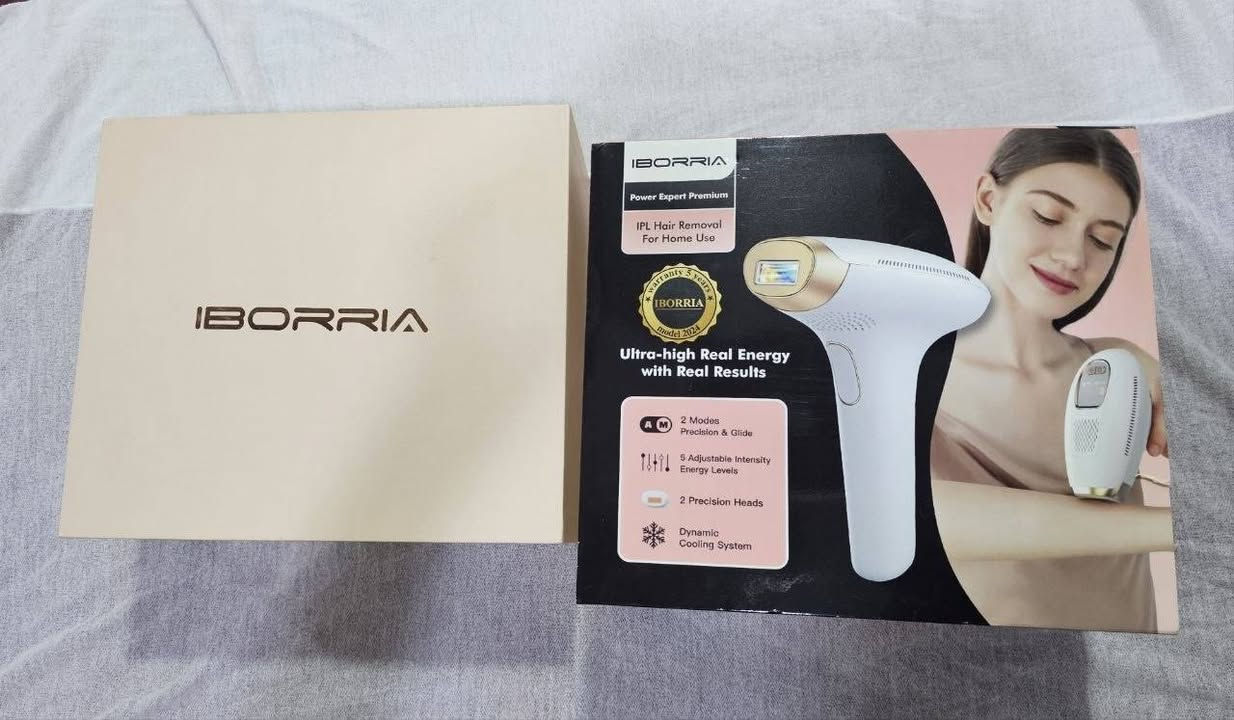 IBORRIA
IBORRIA
Power Expert Premium
IPL Hair Removal
For Home Use
warranty 5 years
IBORRIA
model 2024
Ultra-high Real Energy
with Real Results
A M
2 Modes
Precision & Glide
5 Adjustable Intensity
Energy Levels
2 Precision Heads
Dynamic
Cooling System